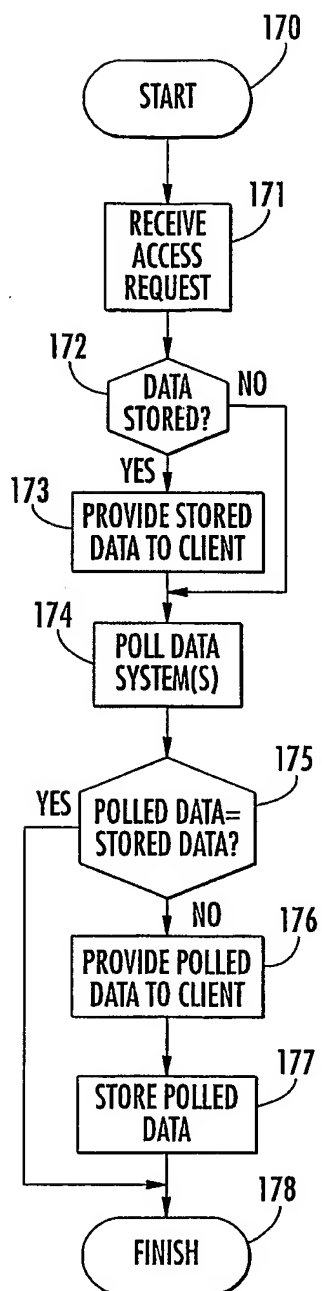 170
START
171
RECEIVE
ACCESS
REQUEST
172
DATA
STORED?
NO
YES
173
PROVIDE STORED
DATA TO CLIENT
174
POLL DATA
SYSTEM(S)
175
YES
POLLED DATA=
STORED DATA?
NO
176
PROVIDE POLLED
DATA TO CLIENT
177
STORE POLLED
DATA
178
FINISH